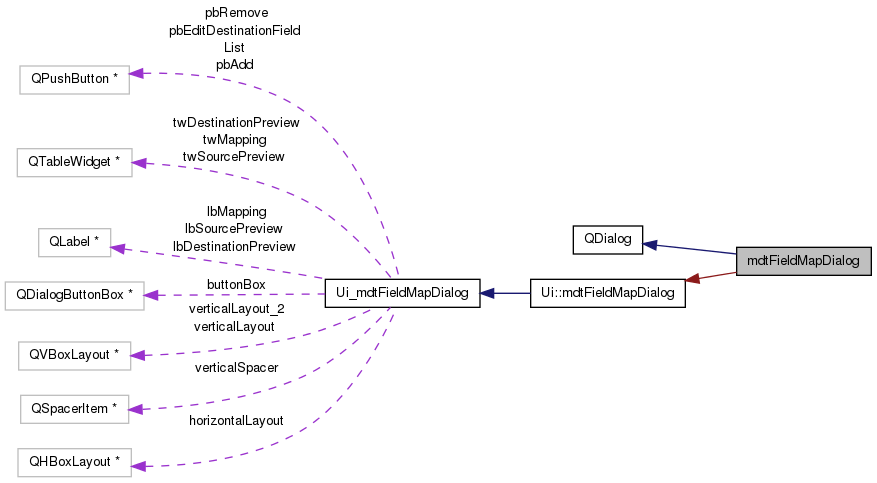 pbRemove
pbEditDestinationField
List
pbAdd
QPushButton *
twDestinationPreview
twMapping
twSourcePreview
QTableWidget *
lbMapping
lbSourcePreview
lbDestinationPreview
QLabel *
QDialog
mdtFieldMapDialog
buttonBox
QDialogButtonBox *
Ui_mdtFieldMapDialog
Ui::mdtFieldMapDialog
verticalLayout_2
verticalLayout
QVBoxLayout *
verticalSpacer
QSpacerItem *
horizontalLayout
QHBoxLayout *